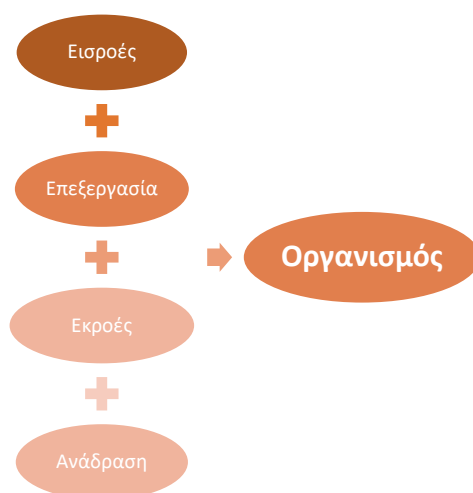 Εισροές
Επεξεργασία
Οργανισμός
Εκροές
Ανάδραση